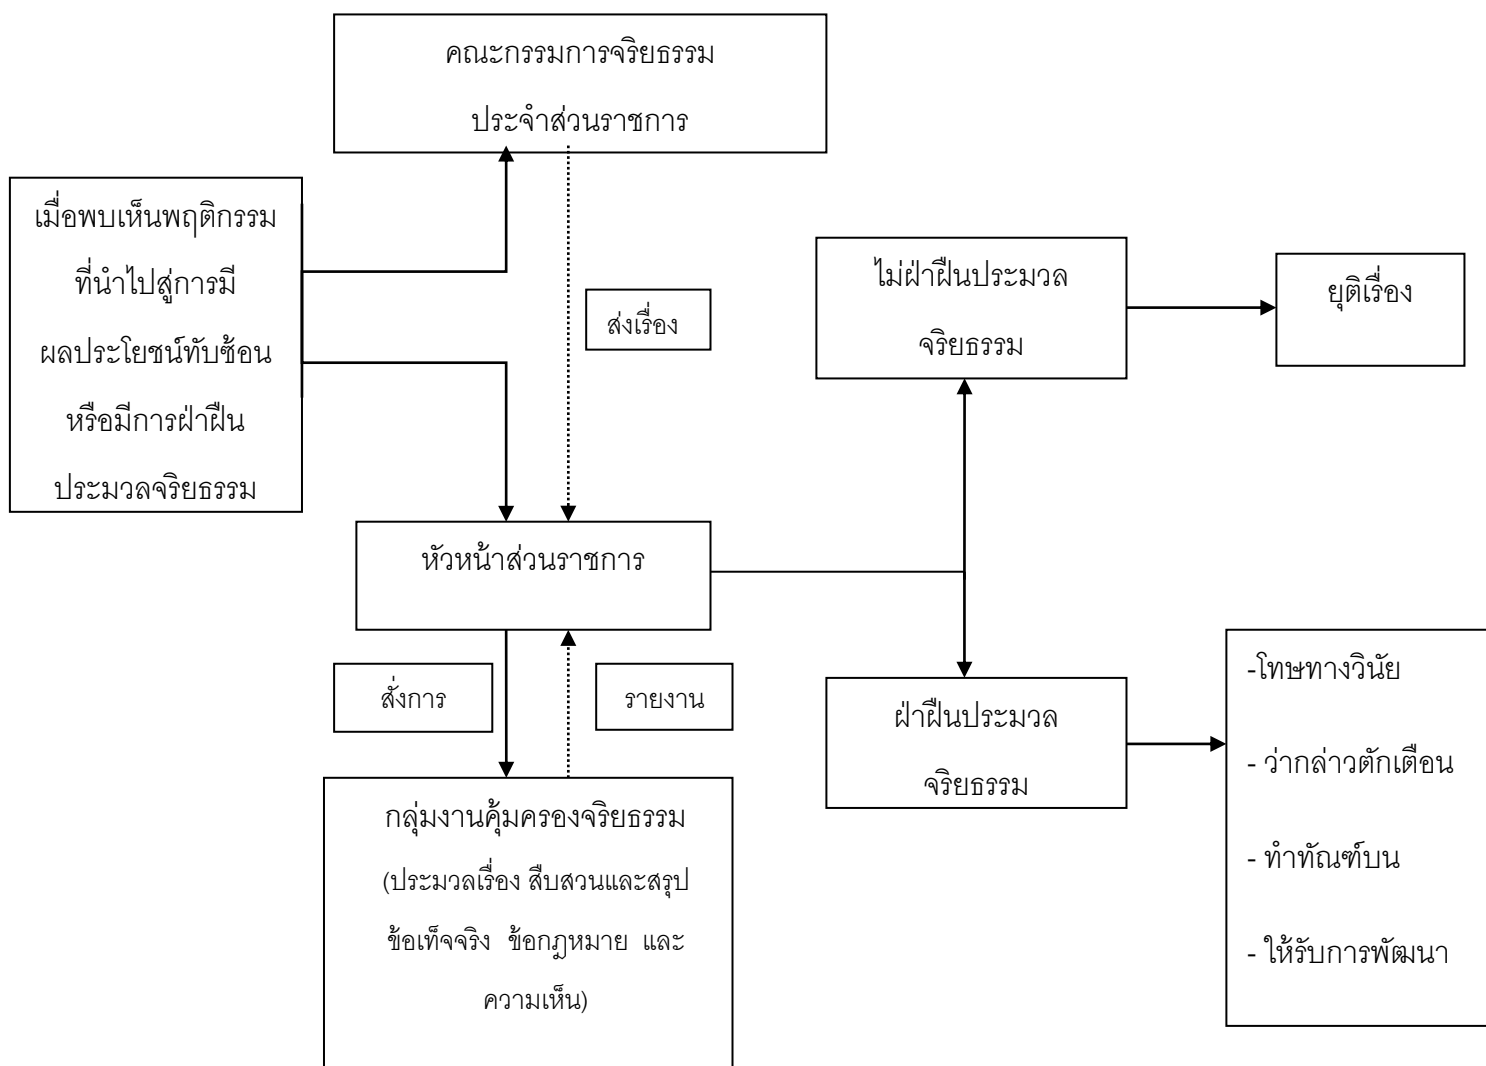 คณะกรรมการจริยธรรม
ประจำส่วนราชการ
เมื่อพบเห็นพฤติกรรม
ที่นำไปสู่การมี
ผลประโยชน์ทับซ้อน
หรือมีการฝ่าฝืน
ประมวลจริยธรรม
ส่งเรื่อง
ไม่ฝ่าฝืนประมวล
จริยธรรม
ยุติเรื่อง
หัวหน้าส่วนราชการ
สั่งการ
รายงาน
ฝ่าฝืนประมวล
จริยธรรม
-โทษทางวินัย
- ว่ากล่าวตักเตือน
- ทำทัณฑ์บน
- ให้รับการพัฒนา
กลุ่มงานคุ้มครองจริยธรรม
(ประมวลเรื่อง สืบสวนและสรุป
ข้อเท็จจริง ข้อกฎหมาย และ
ความเห็น)